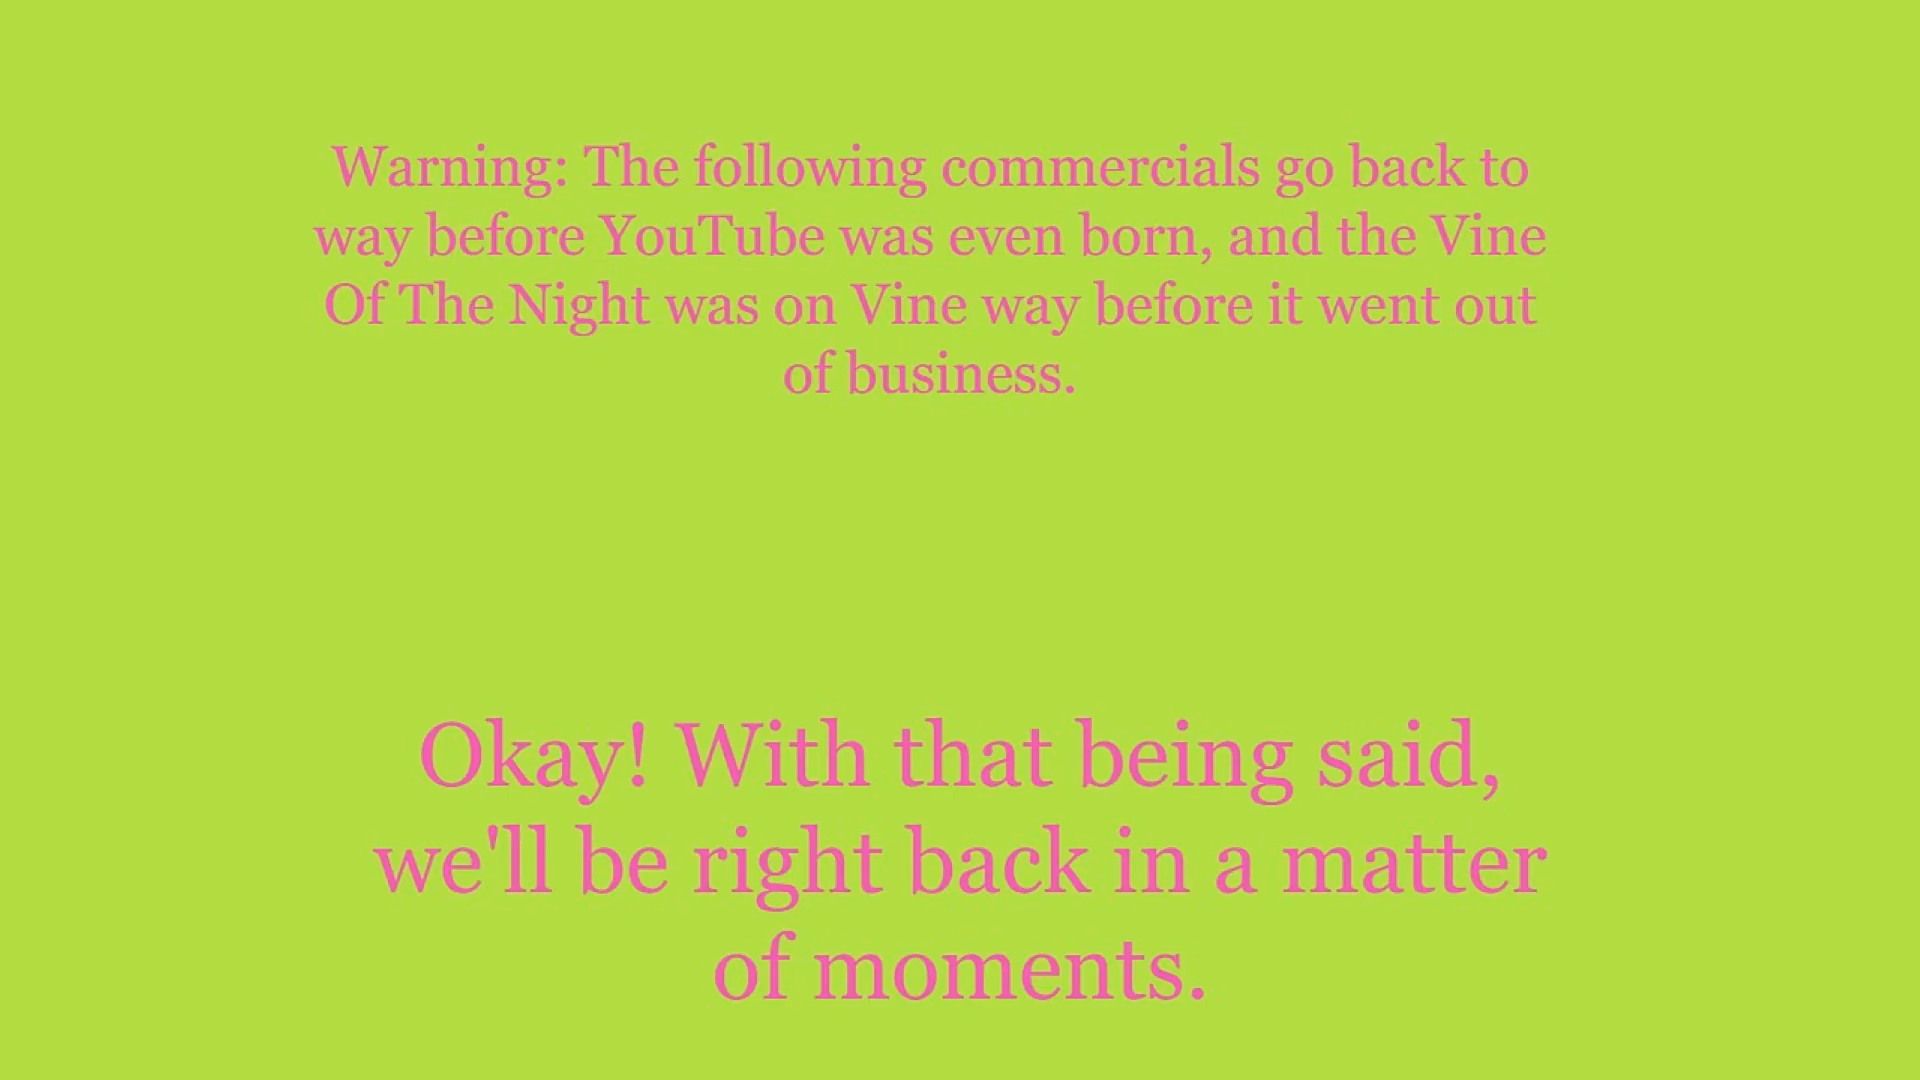 Warning: The following commercials go back to
way before YouTube was even born, and the Vine
Of The Night was on Vine way before it went out
of business.
Okay! With that being said,
we'll be right back in a matter
of moments.